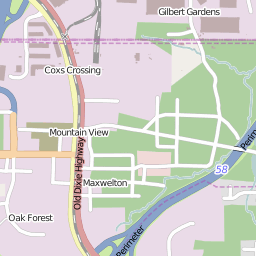 Gilbert Gardens
Coxs Crossing
Mountain View
Old Dixie Highway
58
Maxwelton
Oak Forest
Perimeter